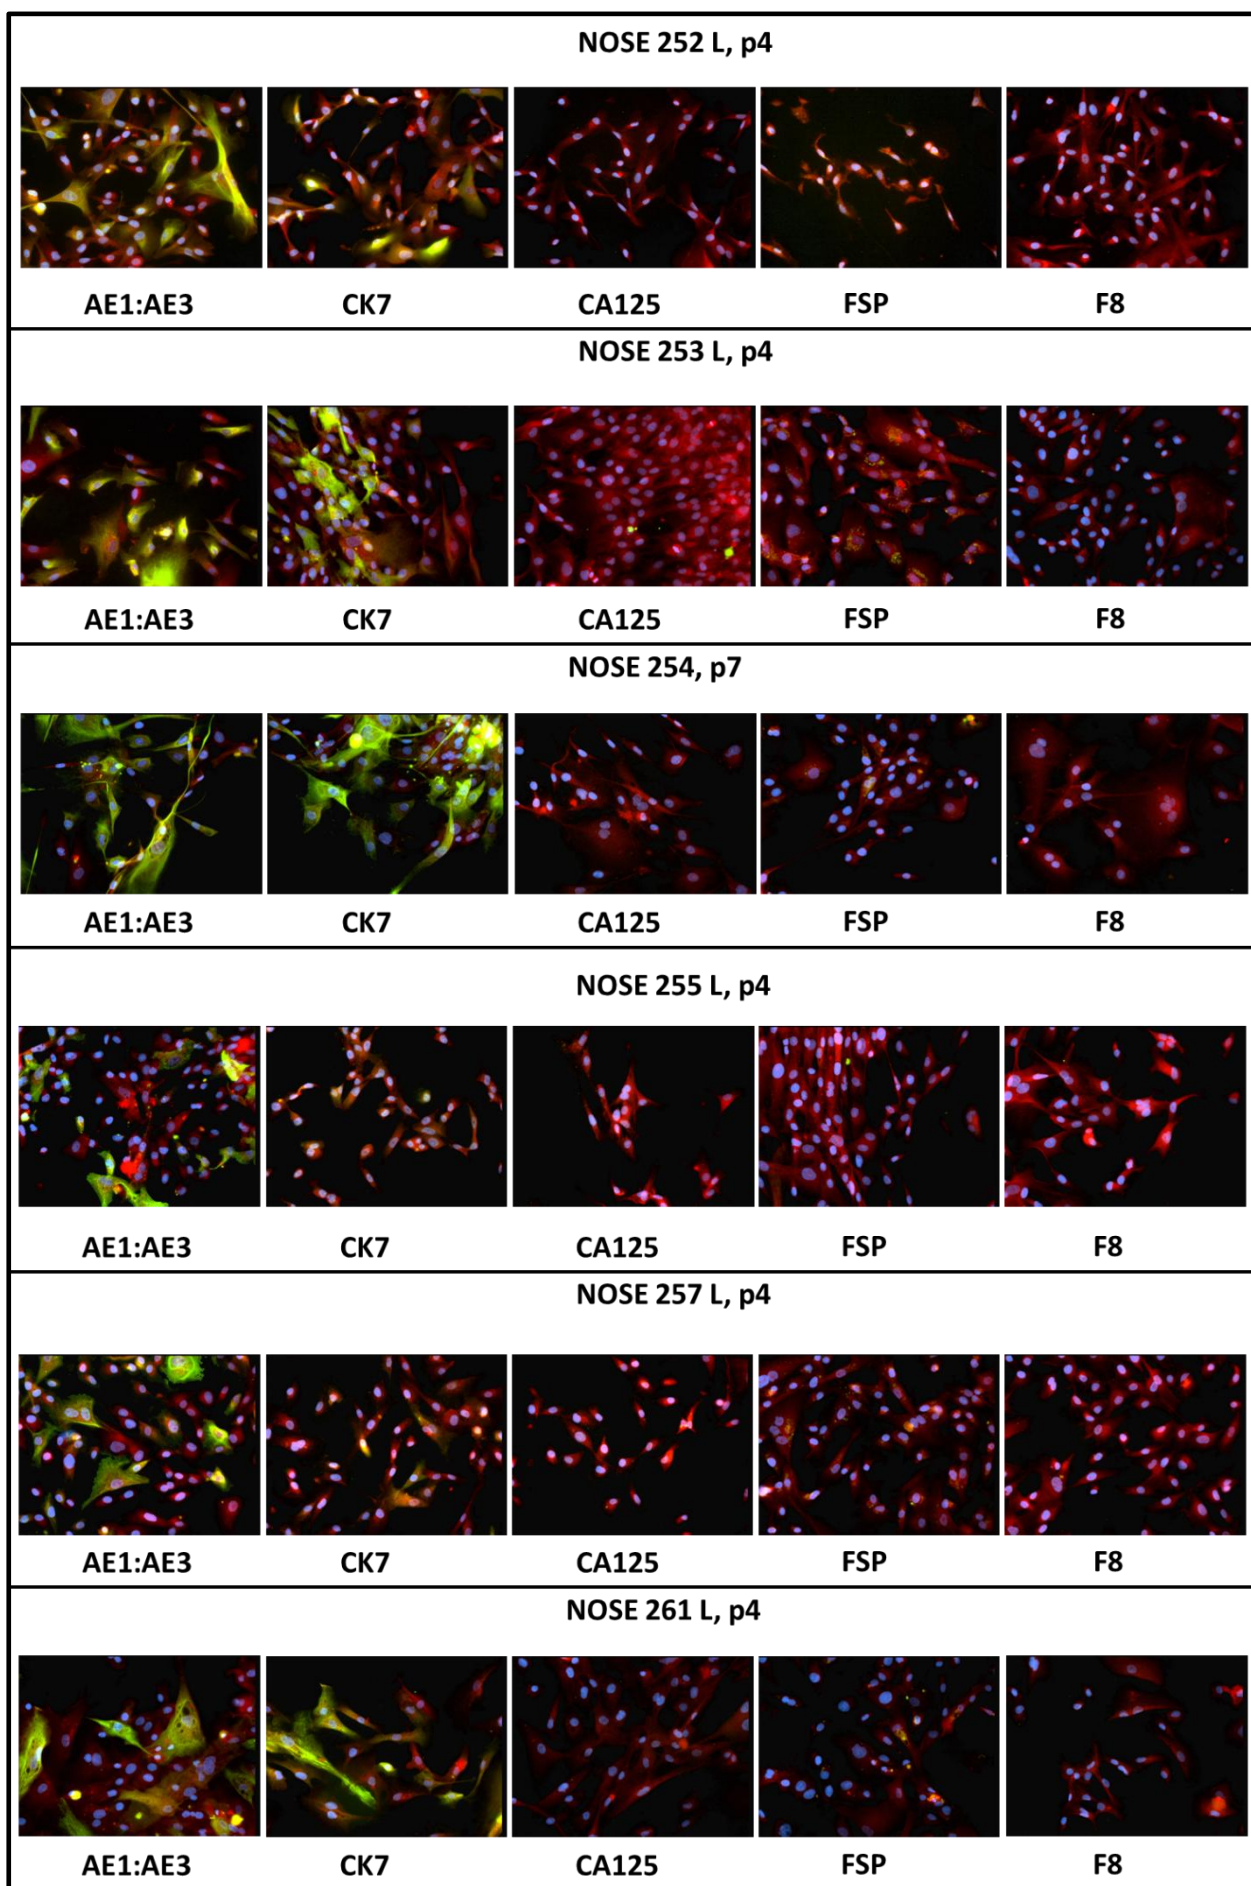 NOSE 252 L, p4
AE1:AE3 CK7 CA125 FSP F8
NOSE 253 L, p4
AE1:AE3 CK7 CA125 FSP F8
NOSE 254, p7
AE1:AE3 CK7 CA125 FSP F8
NOSE 255 L, p4
AE1:AE3 CK7 CA125 FSP F8
NOSE 257 L, p4
AE1:AE3 CK7 CA125 FSP F8
NOSE 261 L, p4
AE1:AE3 CK7 CA125 FSP F8